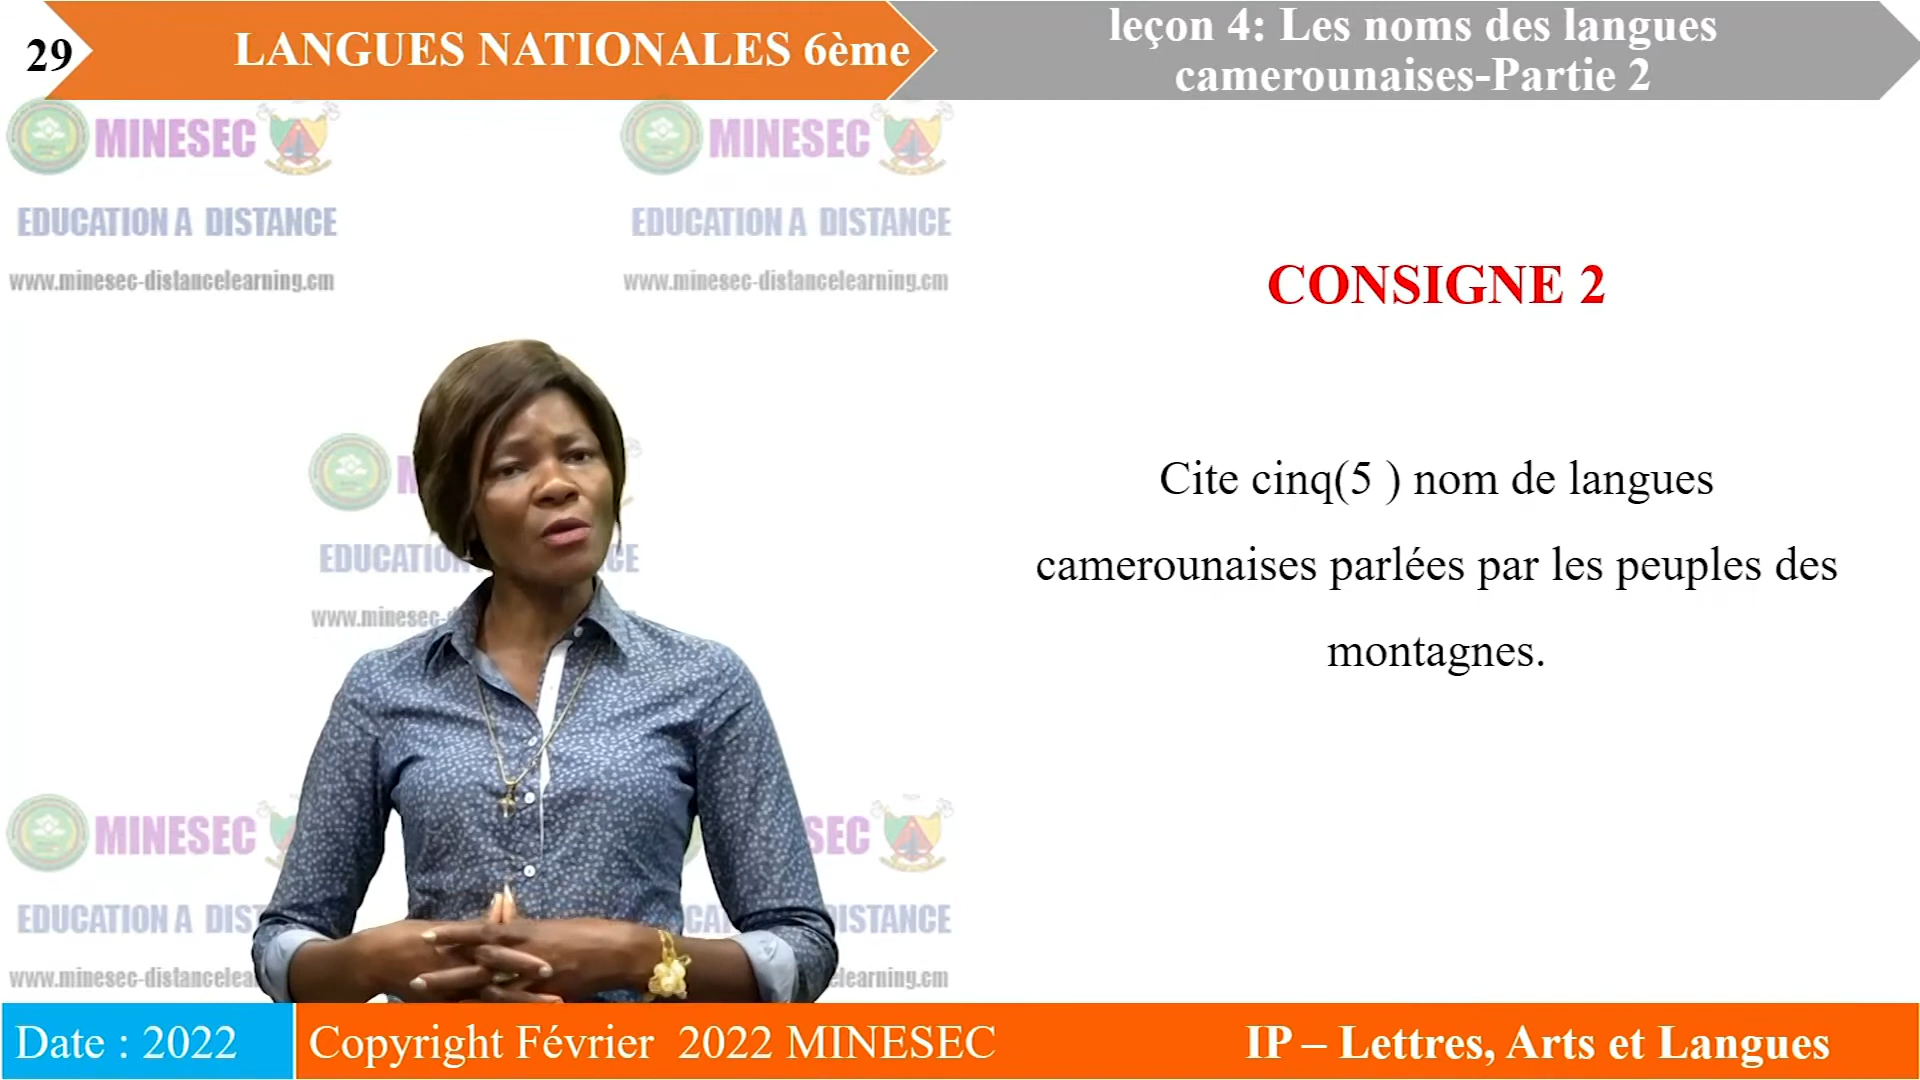 29
LANGUES NATIONALES 6ème
leçon 4: Les noms des langues
camerounaises-Partie 2
MINESEC
EDUCATION A DISTANCE
www.minesec-distancelearning.cm
MINESEC
EDUCATION A DISTANCE
www.minesec-distancelearning.cm
CONSIGNE 2
Cite cinq(5 ) nom de langues
camerounaises parlées par les peuples des
montagnes.
MINESEC
EDUCATION A
Date : 2022
Copyright Février 2022 MINESEC
IP – Lettres, Arts et Langues